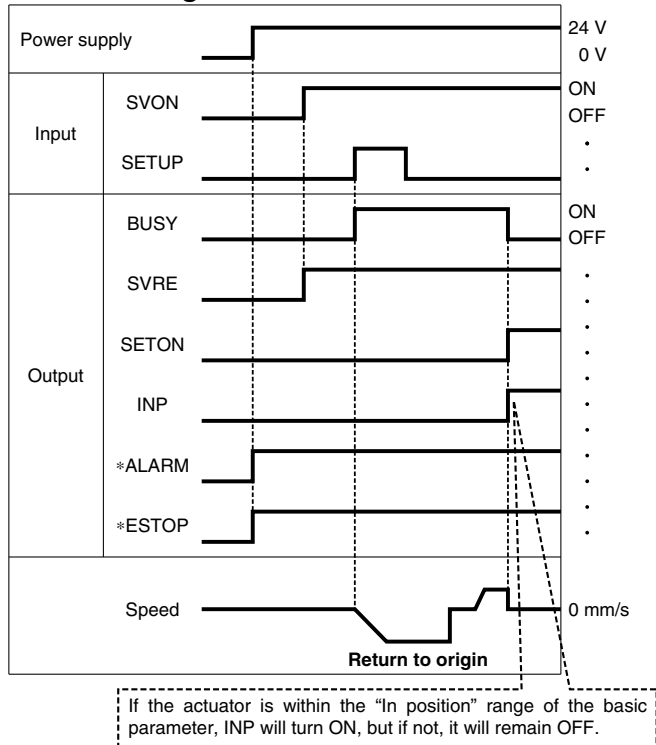 Power supply
24 V
0 V
Input
SVON
ON
OFF
SETUP
Output
BUSY
ON
OFF
SVRE
SETON
INP
*ALARM
*ESTOP
Speed
0 mm/s
Return to origin
If the actuator is within the “In position” range of the basic
parameter, INP will turn ON, but if not, it will remain OFF.